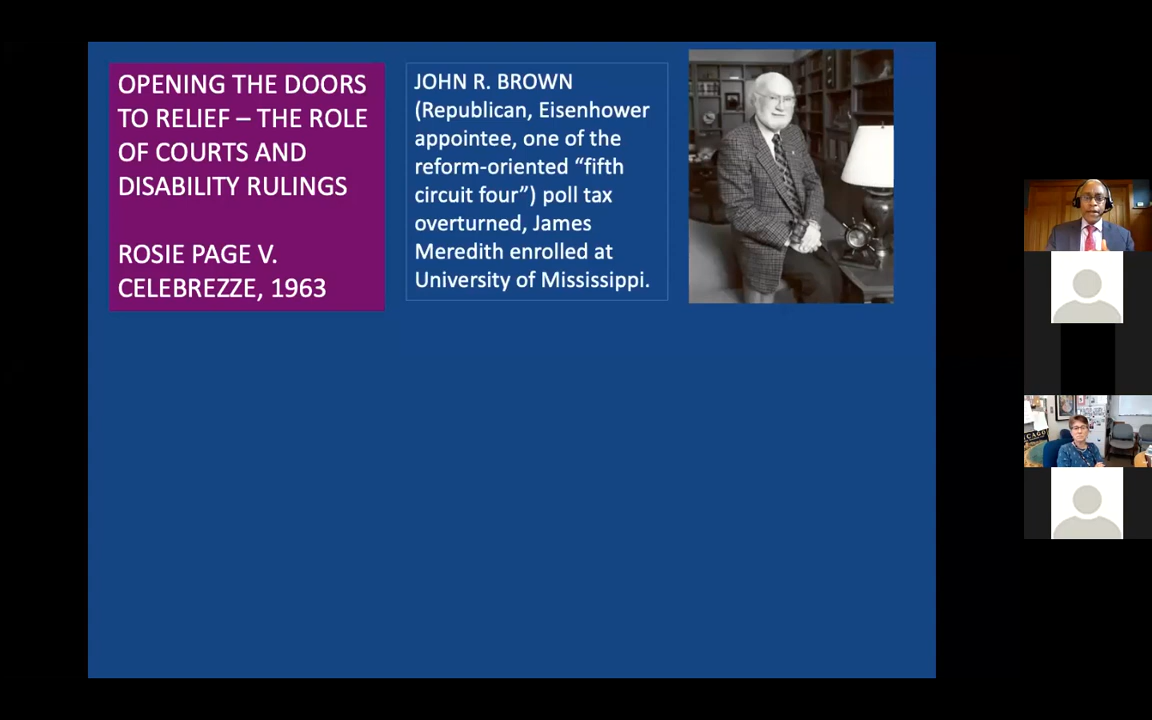 OPENING THE DOORS
TO RELIEF – THE ROLE
OF COURTS AND
DISABILITY RULINGS
ROSIE PAGE V.
CELEBREZZE, 1963
JOHN R. BROWN
(Republican, Eisenhower
appointee, one of the
reform-oriented “fifth
circuit four”) poll tax
overturned, James
Meredith enrolled at
University of Mississippi.